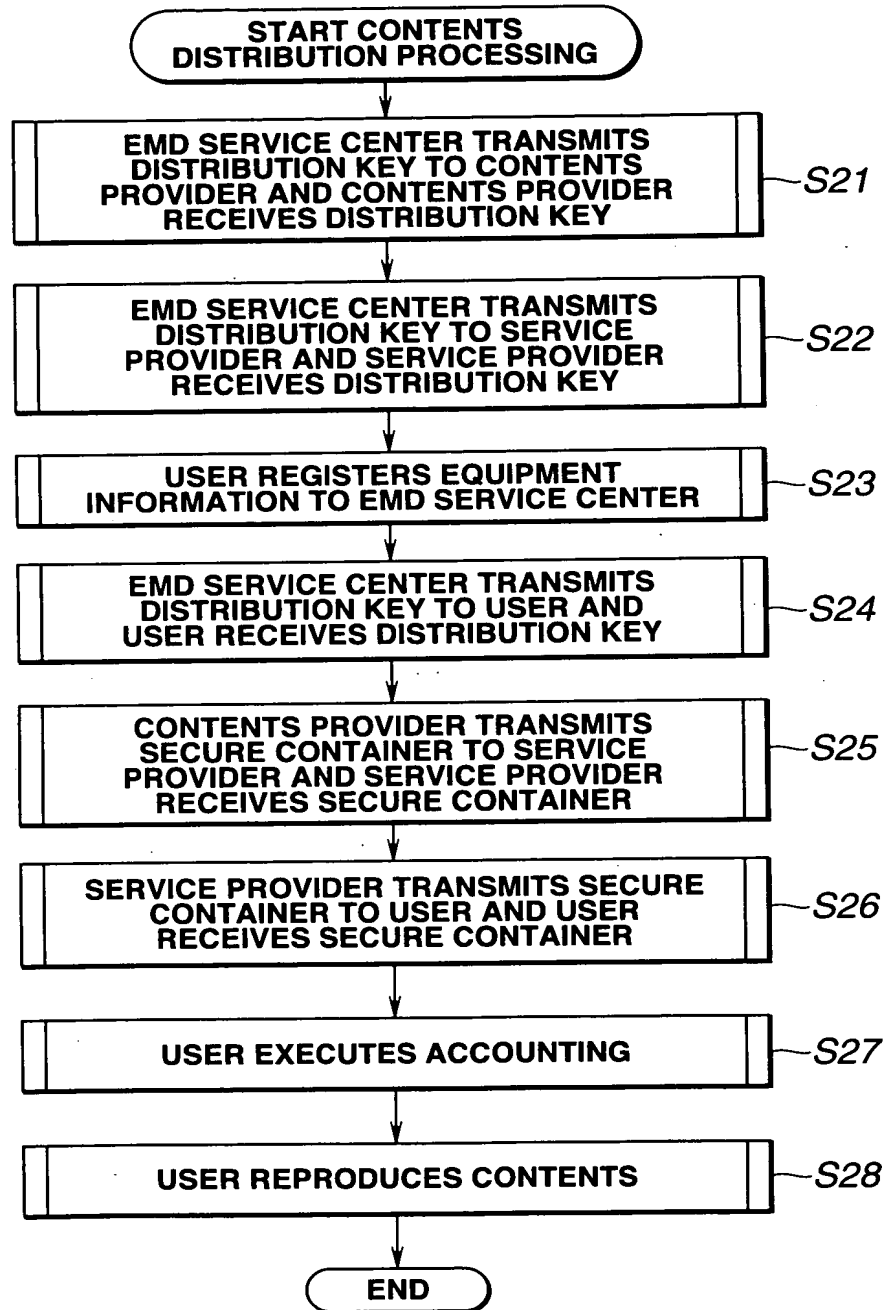 START CONTENTS
DISTRIBUTION PROCESSING
EMD SERVICE CENTER TRANSMITS
DISTRIBUTION KEY TO CONTENTS
PROVIDER AND CONTENTS PROVIDER
RECEIVES DISTRIBUTION KEY
S21
EMD SERVICE CENTER TRANSMITS
DISTRIBUTION KEY TO SERVICE
PROVIDER AND SERVICE PROVIDER
RECEIVES DISTRIBUTION KEY
S22
USER REGISTERS EQUIPMENT
INFORMATION TO EMD SERVICE CENTER
S23
EMD SERVICE CENTER TRANSMITS
DISTRIBUTION KEY TO USER AND
USER RECEIVES DISTRIBUTION KEY
S24
CONTENTS PROVIDER TRANSMITS
SECURE CONTAINER TO SERVICE
PROVIDER AND SERVICE PROVIDER
RECEIVES SECURE CONTAINER
S25
SERVICE PROVIDER TRANSMITS SECURE
CONTAINER TO USER AND USER
RECEIVES SECURE CONTAINER
S26
USER EXECUTES ACCOUNTING
S27
USER REPRODUCES CONTENTS
S28
END